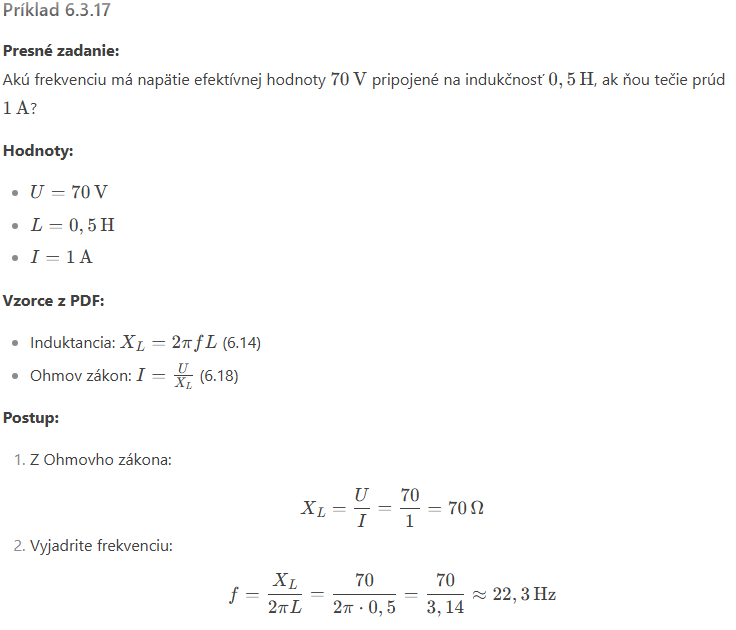 Príklad 6.3.17
Presné zadanie:
Akú frekvenciu má napätie efektívnej hodnoty 70 V pripojené na indukčnosť 0, 5 H, ak ňou tečie prúd
1 A?
Hodnoty:
• U = 70 V
• L = 0, 5 H
• I = 1 A
Vzorce z PDF:
• Induktancia: X_L = 2πfL (6.14)
• Ohmov zákon: I = U/X_L (6.18)
Postup:
1. Z Ohmovho zákona:
X_L = U/I = 70/1 = 70 Ω
2. Vyjadrite frekvenciu:
f = X_L/2πL = 70/2π · 0, 5 = 70/3, 14 ≈ 22, 3 Hz